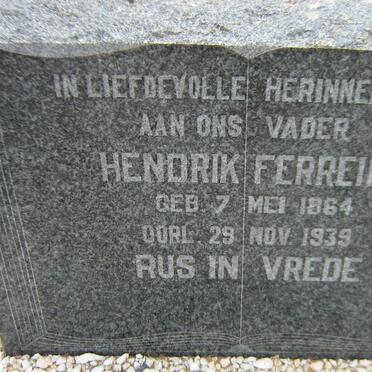 IN LIEFDEVOLLE HERINNE
AAN ONS VADER
HENDRIK FERREI
GEB. 7 MEI 1864
OORL. 29 NOV. 1939
RUS IN VREDE